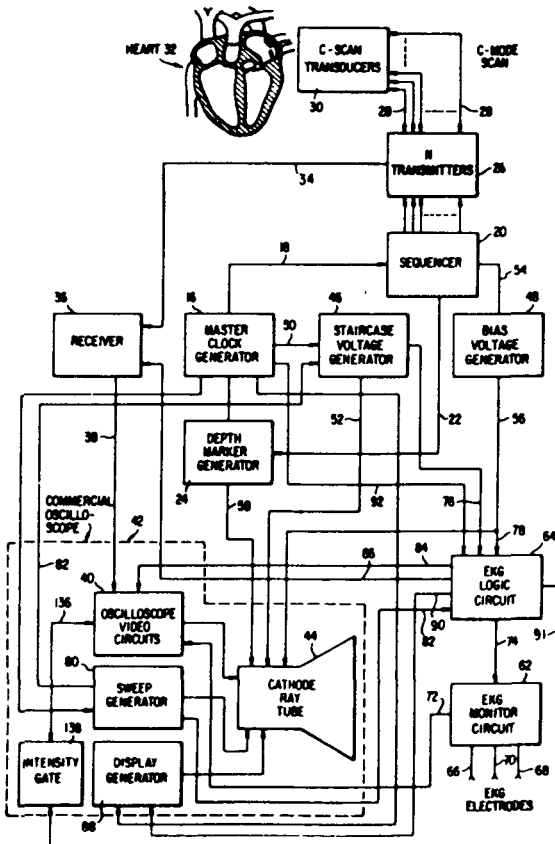 HEART 32
C-SCAN
TRANSDUCERS
30
C-MODE
SCAN
28
28
N
TRANSMITTERS
26
34
20
SEQUENCER
18
54
36
RECEIVER
16
MASTER
CLOCK
GENERATOR
50
46
STAIRCASE
VOLTAGE
GENERATOR
48
BIAS
VOLTAGE
GENERATOR
38
52
22
56
DEPTH
MARKER
GENERATOR
24
58
92
76
78
COMMERCIAL
OSCILLO-
SCOPE
42
82
86
84
64
EKG
LOGIC
CIRCUIT
136
40
OSCILLOSCOPE
VIDEO
CIRCUITS
44
90
82
91
74
80
SWEEP
GENERATOR
CATHODE
RAY
TUBE
62
EKG
MONITOR
CIRCUIT
72
138
INTENSITY
GATE
DISPLAY
GENERATOR
88
66
70
68
EKG
ELECTRODES